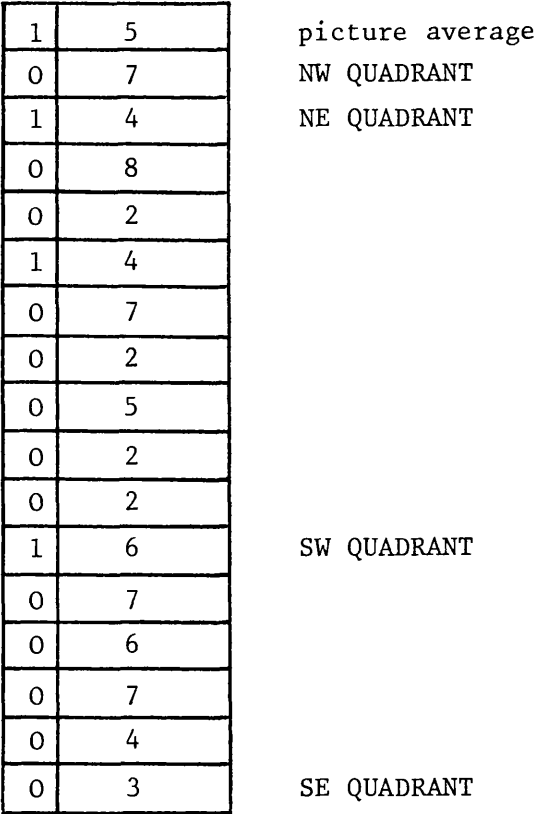 1 5 picture average
0 7 NW QUADRANT
1 4 NE QUADRANT
0 8
0 2
1 4
0 7
0 2
0 5
0 2
0 2
1 6 SW QUADRANT
0 7
0 6
0 7
0 4
0 3 SE QUADRANT